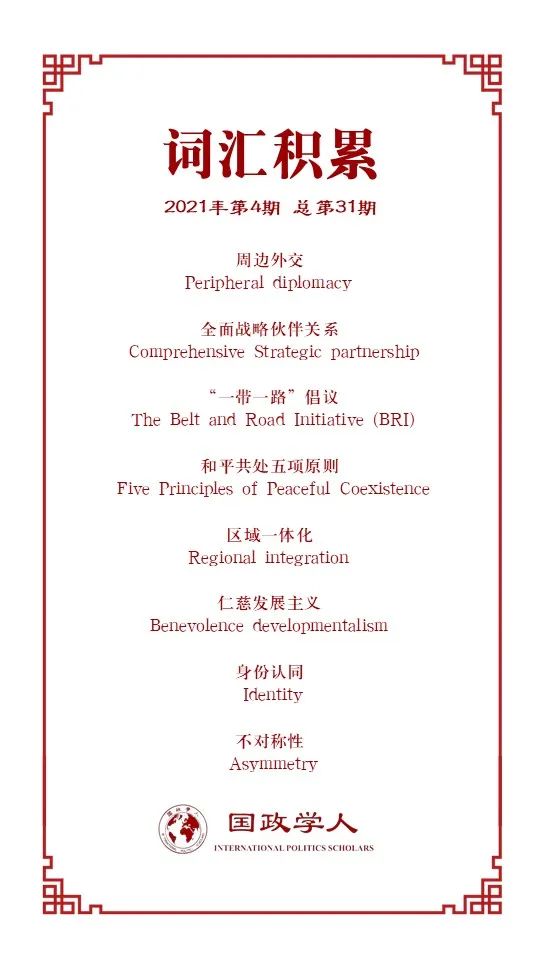 词汇积累
2021年第4期 总第31期
周边外交
Peripheral diplomacy
全面战略伙伴关系
Comprehensive Strategic partnership
“一带一路”倡议
The Belt and Road Initiative (BRI)
和平共处五项原则
Five Principles of Peaceful Coexistence
区域一体化
Regional integration
仁慈发展主义
Benevolence developmentalism
身份认同
Identity
不对称性
Asymmetry
国政学人
国政学人
INTERNATIONAL POLITICS SCHOLARS